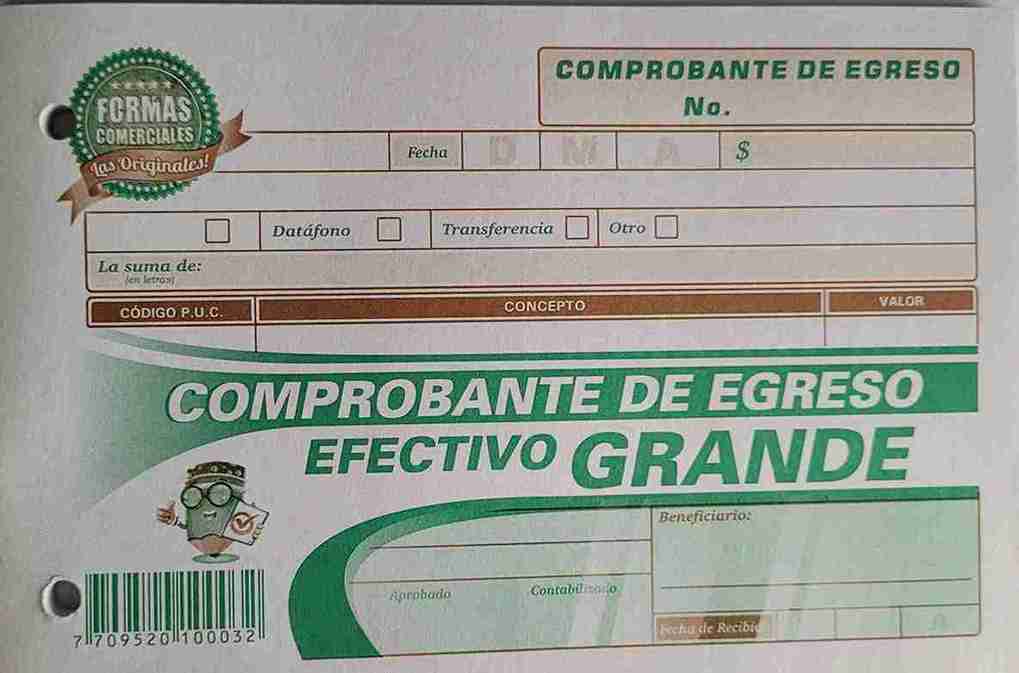 FORMAS
COMERCIALES
Las Originales!
COMPROBANTE DE EGRESO
No.
Fecha D M A $
Datáfono Transferencia Otro
La suma de:
(en letras)
CÓDIGO P.U.C. CONCEPTO VALOR
COMPROBANTE DE EGRESO
EFECTIVO GRANDE
Beneficiario:
Aprobado Contabilizado
Fecha de Recibido A
7 709520 100032